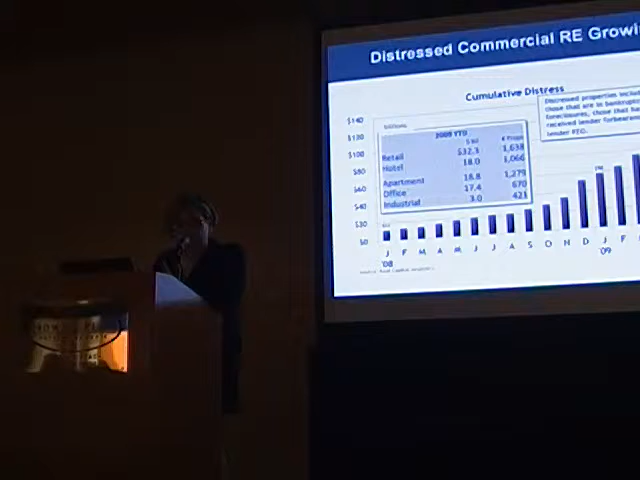 Distressed Commercial RE Growi
Cumulative Distress
Distressed properties includ
those that are in bankrupt
foreclosures, those that ha
received lender forbearan
lender REO.
$140
$120
$100
$80
$60
$40
$20
$0
billions
2009 YTD
$ Bil # Props
Retail $32.3 1,638
Hotel 18.0 1,066
Apartment 18.8 1,279
Office 17.4 670
Industrial 3.0 421
J F M A M J J A S O N D J F
'08 '09